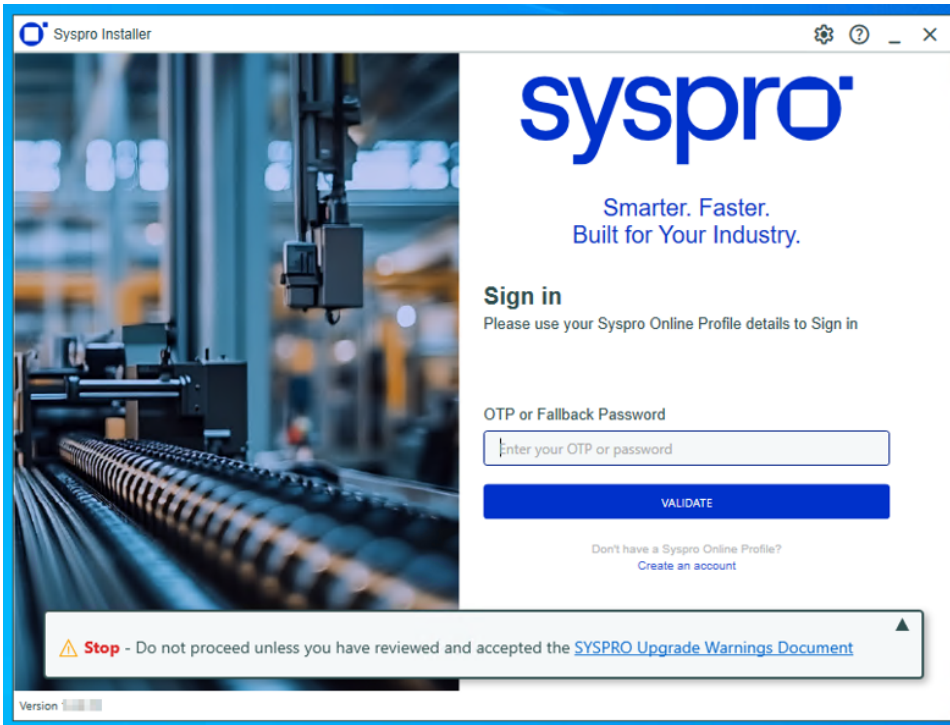 Syspro Installer
syspro
Smarter. Faster.
Built for Your Industry.
Sign in
Please use your Syspro Online Profile details to Sign in
OTP or Fallback Password
Enter your OTP or password
VALIDATE
Don't have a Syspro Online Profile?
Create an account
Stop - Do not proceed unless you have reviewed and accepted the SYSPRO Upgrade Warnings Document
Version